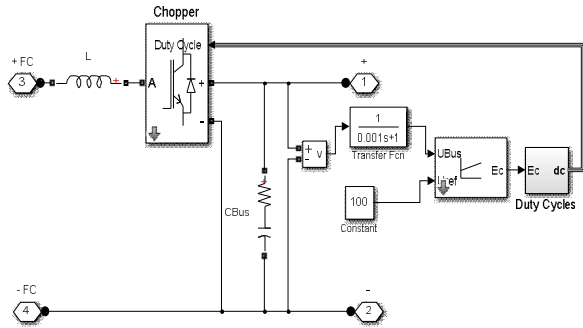 Chopper
Duty Cycle
+ FC
3
L
+
A
+
-
+
1
1
0.001s+1
Transfer Fcn
+
-
v
UBus
Uref
Ec
Ec
dc
Duty Cycles
100
Constant
+
CBus
- FC
4
-
2